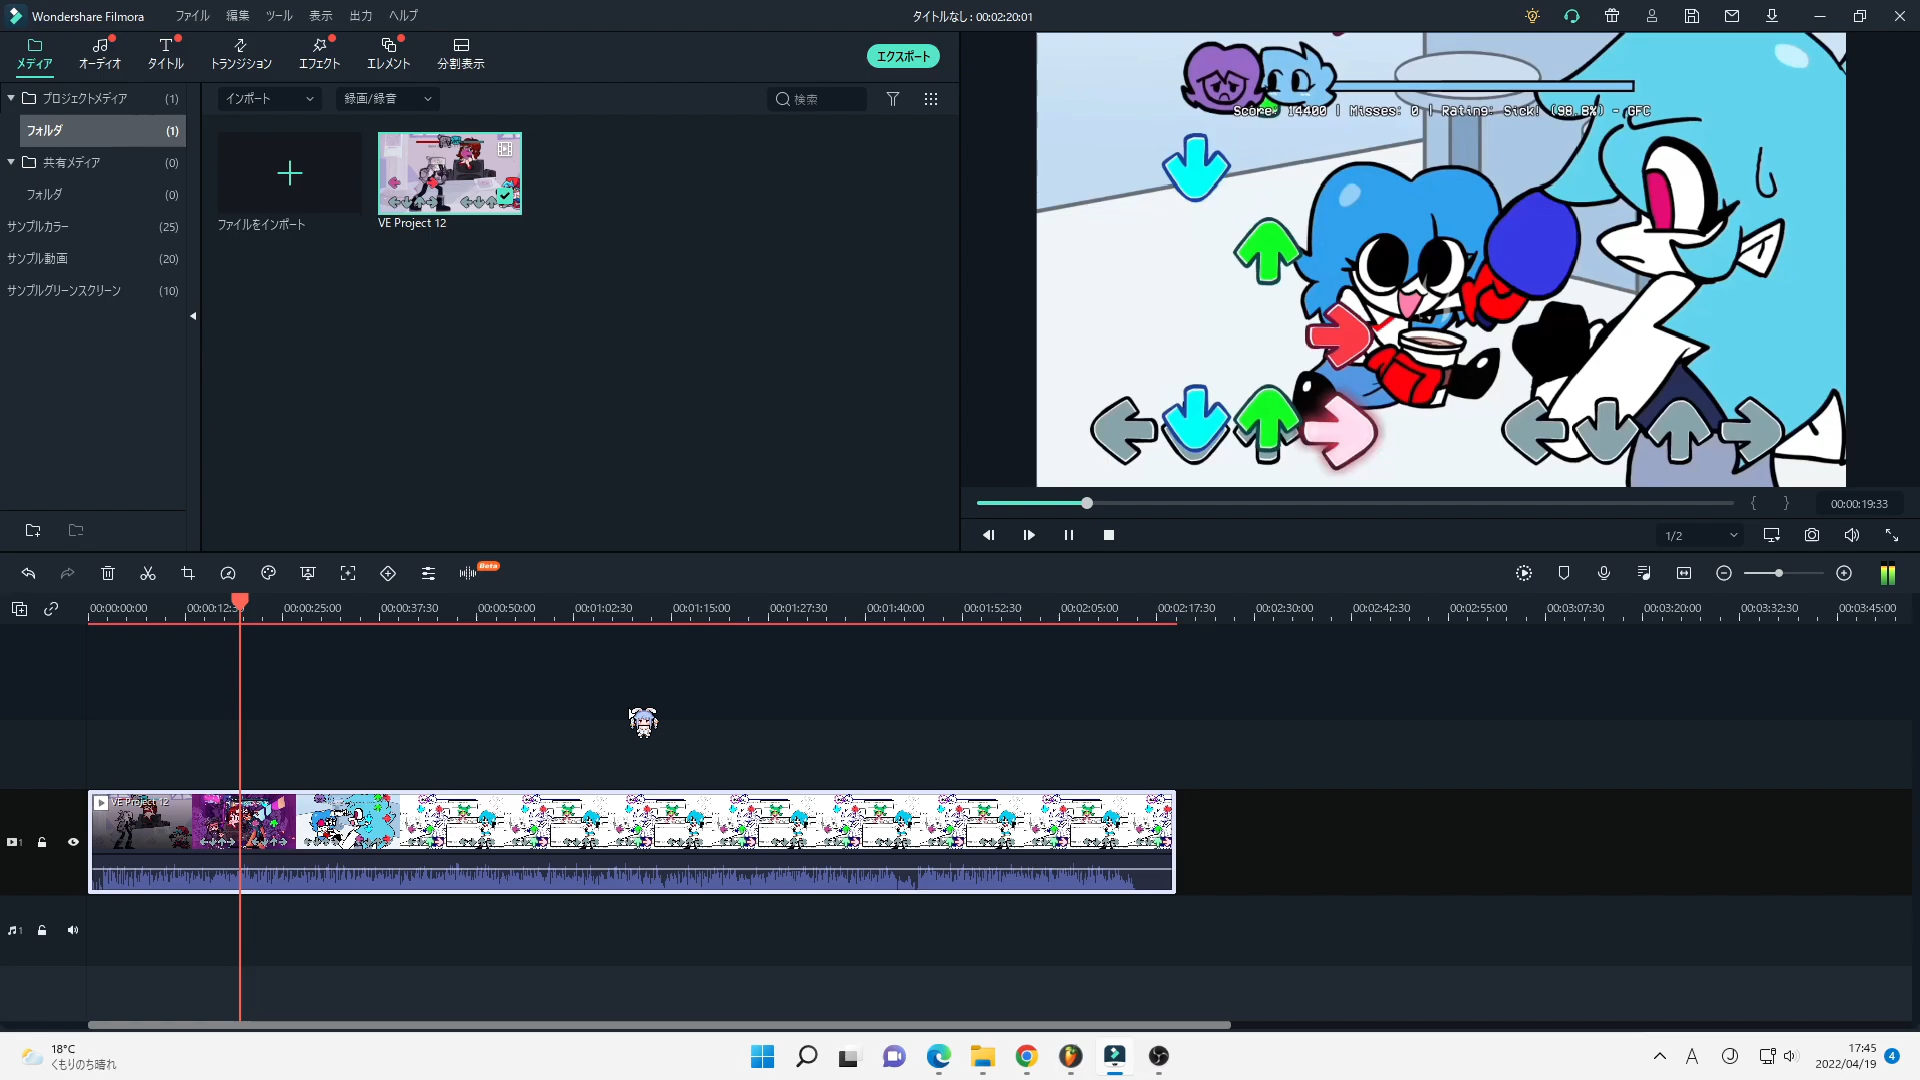 Wondershare Filmora ファイル 編集 ツール 表示 出力 ヘルプ タイトルなし : 00:02:20:01
メディア オーディオ タイトル トランジション エフェクト エレメント 分割表示 エクスポート
プロジェクトメディア (1)
フォルダ (1)
共有メディア (0)
フォルダ (0)
サンプルカラー (25)
サンプル動画 (20)
サンプルグリーンスクリーン (10)
インポート 録画/録音 検索
ファイルをインポート
VE Project 12
Score: 14400 | Misses: 0 | Rating: Sick! (98.8%) - GFC
{ } 00:00:19:33
1/2
Beta
00:00:00:00 00:00:12:30 00:00:25:00 00:00:37:30 00:00:50:00 00:01:02:30 00:01:15:00 00:01:27:30 00:01:40:00 00:01:52:30 00:02:05:00 00:02:17:30 00:02:30:00 00:02:42:30 00:02:55:00 00:03:07:30 00:03:20:00 00:03:32:30 00:03:45:00
VE Project 12
1
1
18°C
くもりのち晴れ
A J
17:45
2022/04/19
4